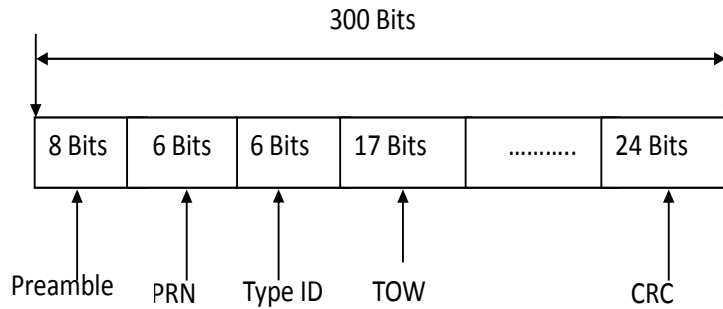 300 Bits
8 Bits 6 Bits 6 Bits 17 Bits ……….. 24 Bits
Preamble PRN Type ID TOW CRC